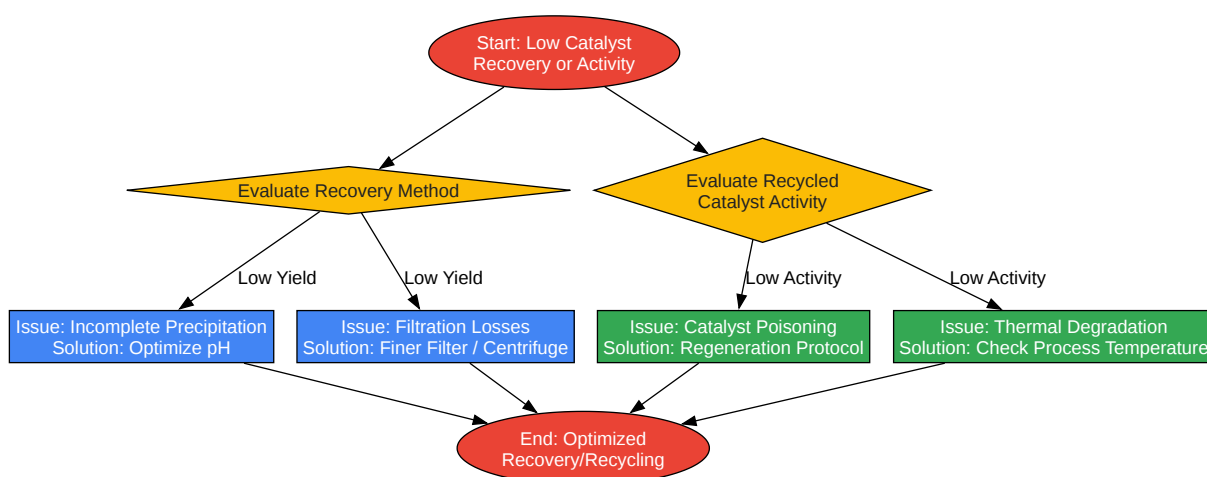 Start: Low Catalyst
Recovery or Activity
Evaluate Recovery Method
Evaluate Recycled
Catalyst Activity
Low Yield
Low Yield
Low Activity
Low Activity
Issue: Incomplete Precipitation
Solution: Optimize pH
Issue: Filtration Losses
Solution: Finer Filter / Centrifuge
Issue: Catalyst Poisoning
Solution: Regeneration Protocol
Issue: Thermal Degradation
Solution: Check Process Temperature
End: Optimized
Recovery/Recycling